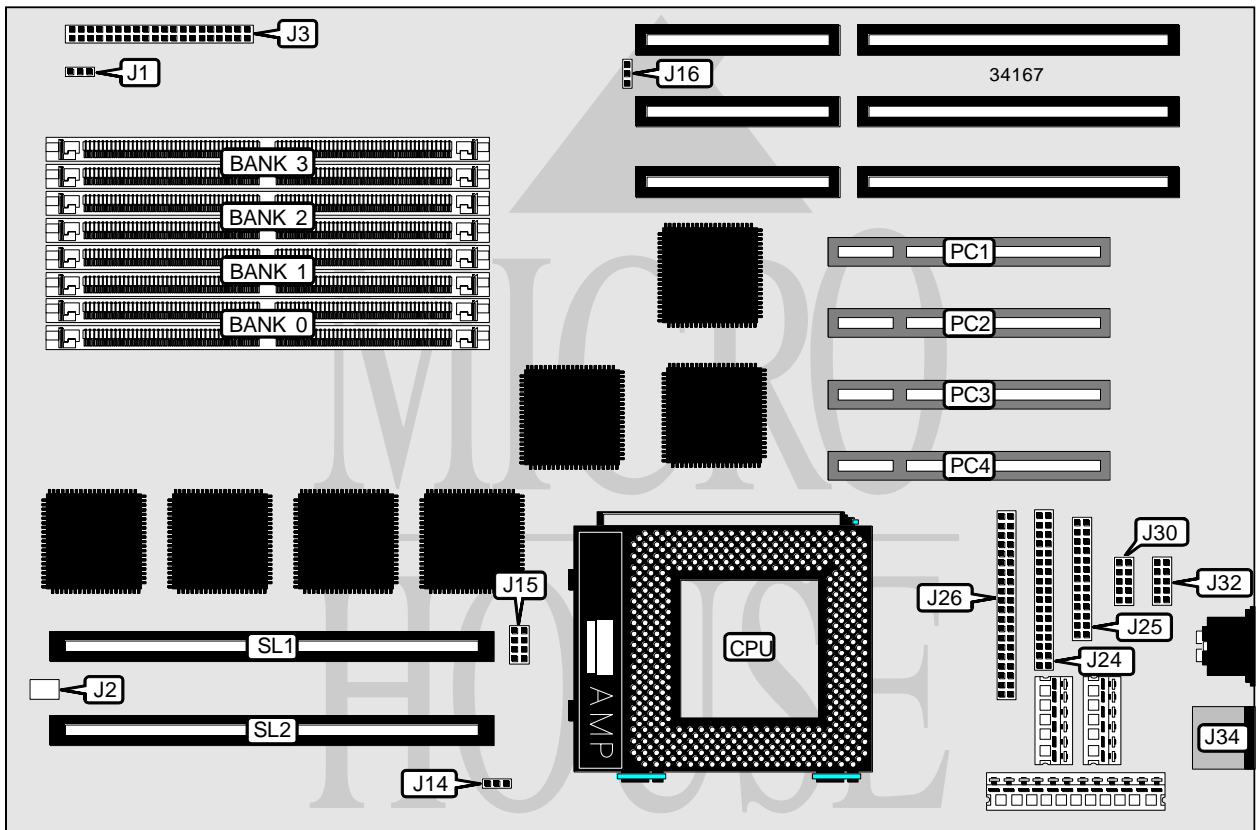 J3
J1
J16
34167
BANK 3
BANK 2
BANK 1
BANK 0
PC1
PC2
PC3
PC4
MICRO
HOUSE
J30
J32
J15
J26
J25
CPU
SL1
J24
J2
AMP
SL2
J34
J14